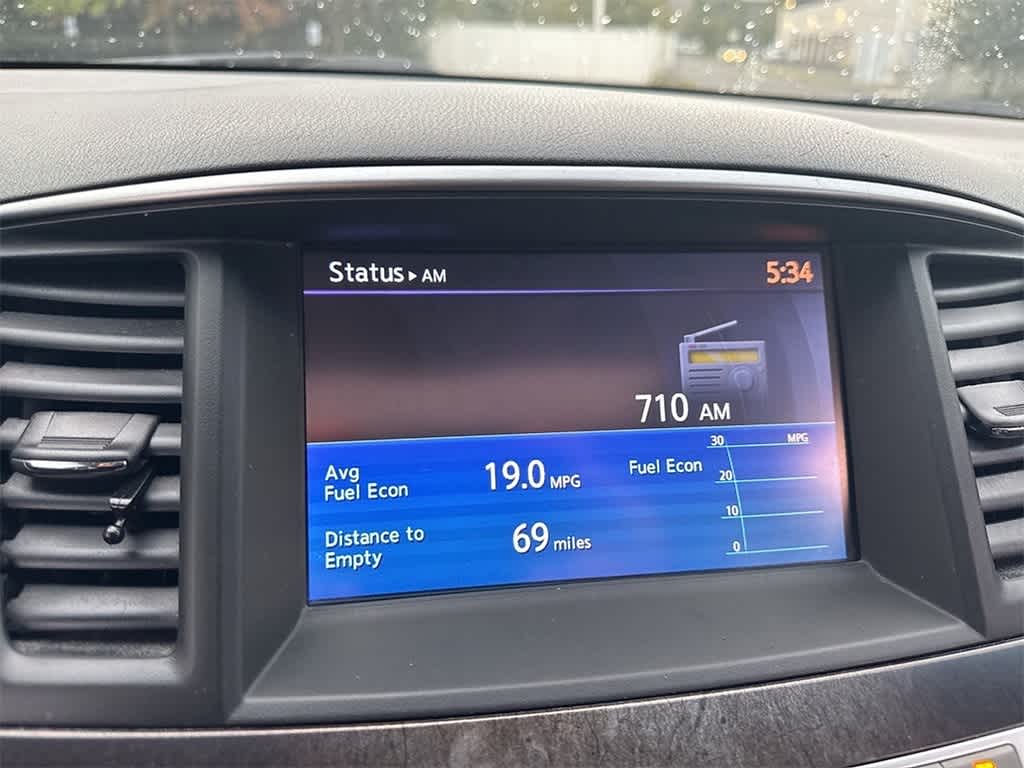 Status▸AM 5:34
710 AM
Avg
Fuel Econ
19.0 MPG
Distance to
Empty
69 miles
Fuel Econ
30 MPG
20
10
0